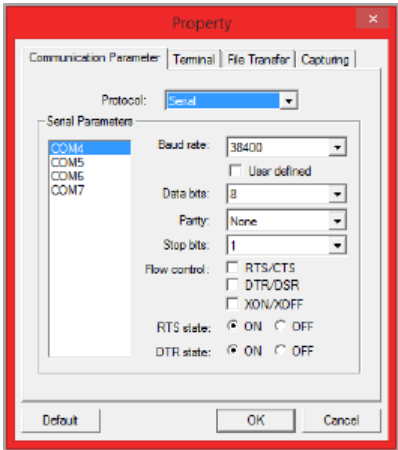 Property
Communication Parameter Terminal File Transfer Capturing
Protocol: Serial
Serial Parameters
COM4
COM5
COM6
COM7
Baud rate: 38400
User defined
Data bits: 8
Parity: None
Stop bits: 1
Flow control: RTS/CTS
DTR/DSR
XON/XOFF
RTS state: ON OFF
DTR state: ON OFF
Default OK Cancel